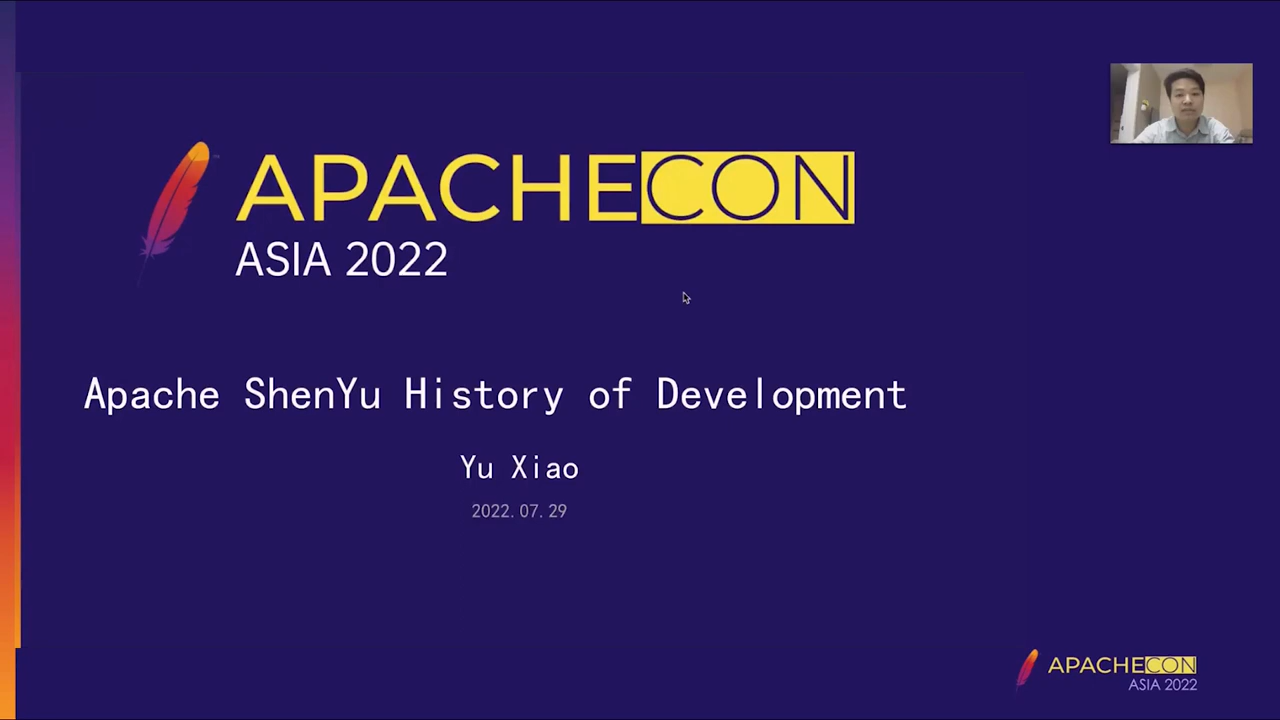 APACHECON
ASIA 2022
Apache ShenYu History of Development
Yu Xiao
2022.07.29
APACHECON
ASIA 2022